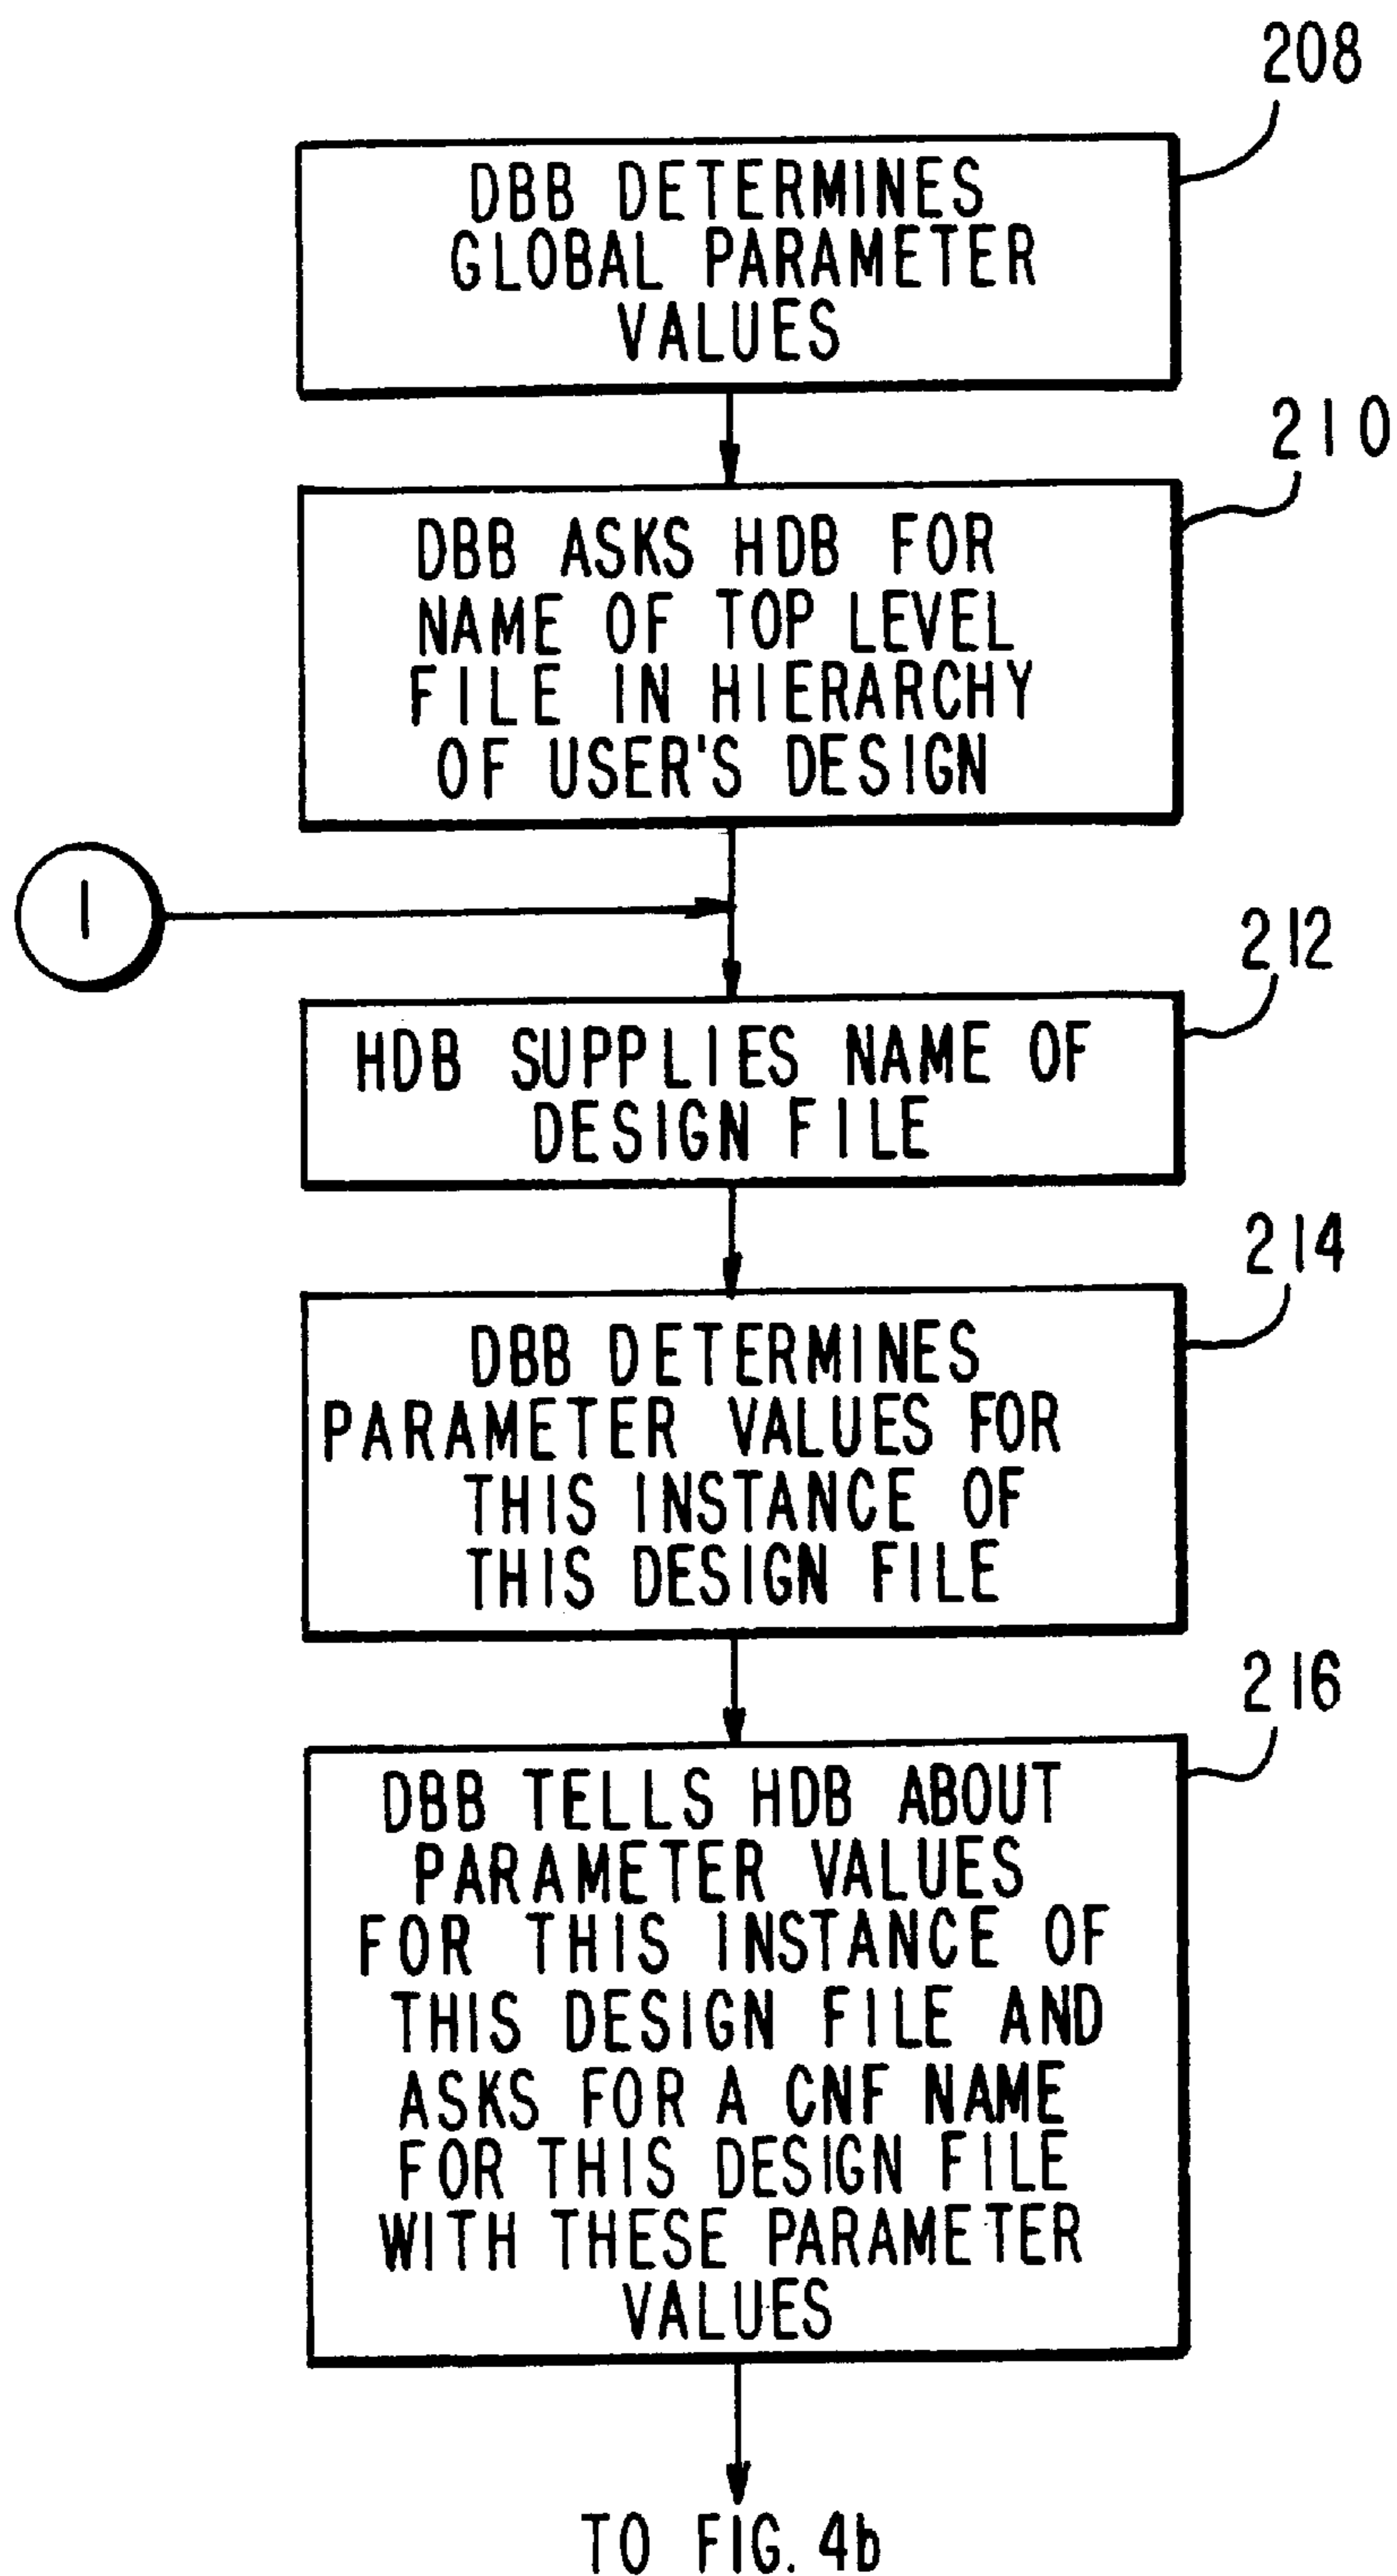 208
DBB DETERMINES
GLOBAL PARAMETER
VALUES
210
DBB ASKS HDB FOR
NAME OF TOP LEVEL
FILE IN HIERARCHY
OF USER'S DESIGN
1
212
HDB SUPPLIES NAME OF
DESIGN FILE
214
DBB DETERMINES
PARAMETER VALUES FOR
THIS INSTANCE OF
THIS DESIGN FILE
216
DBB TELLS HDB ABOUT
PARAMETER VALUES
FOR THIS INSTANCE OF
THIS DESIGN FILE AND
ASKS FOR A CNF NAME
FOR THIS DESIGN FILE
WITH THESE PARAMETER
VALUES
TO FIG. 4b